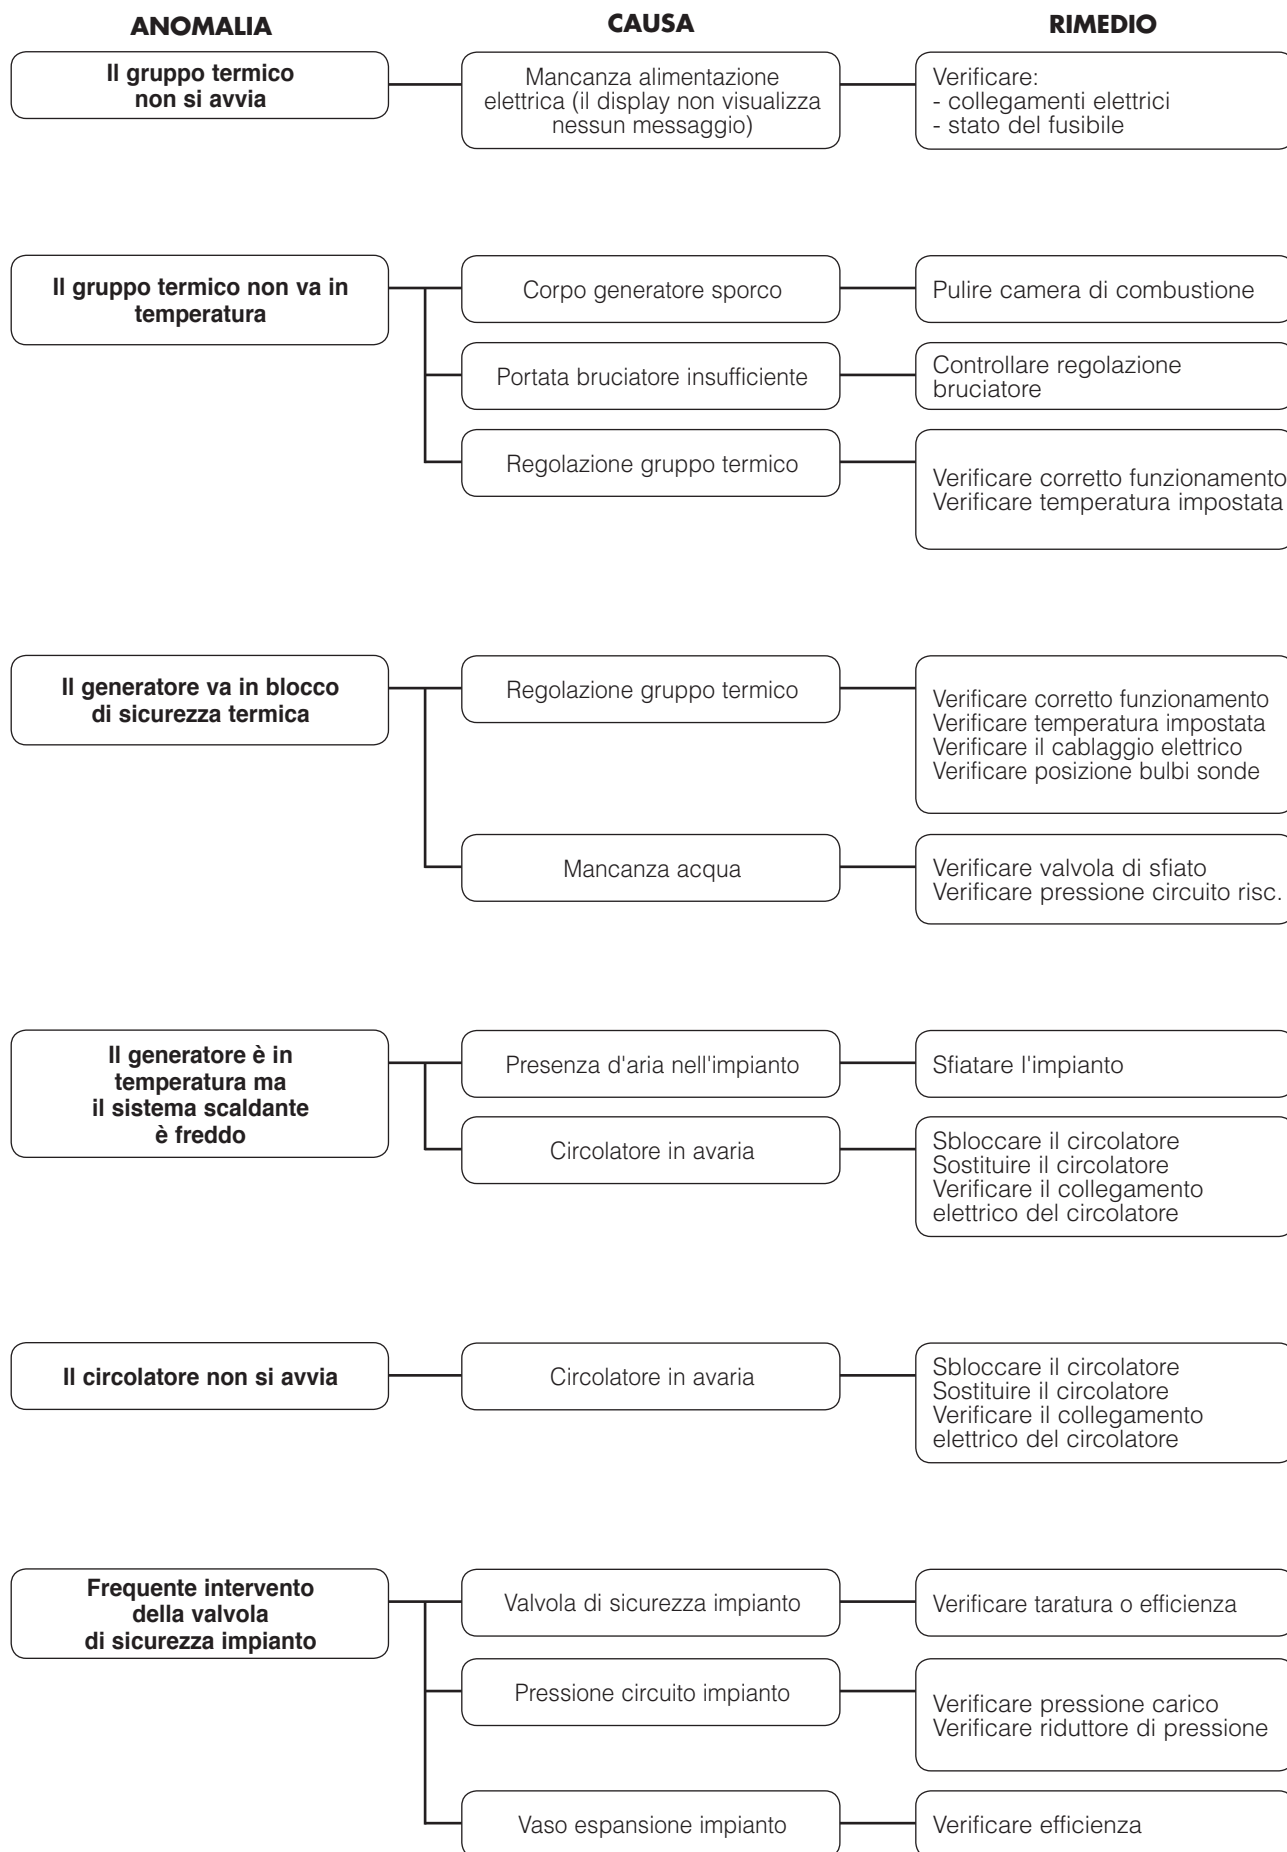 ANOMALIA
CAUSA
RIMEDIO
Il gruppo termico
non si avvia
Mancanza alimentazione
elettrica (il display non visualizza
nessun messaggio)
Verificare:
- collegamenti elettrici
- stato del fusibile
Il gruppo termico non va in
temperatura
Corpo generatore sporco
Pulire camera di combustione
Portata bruciatore insufficiente
Controllare regolazione
bruciatore
Regolazione gruppo termico
Verificare corretto funzionamento
Verificare temperatura impostata
Il generatore va in blocco
di sicurezza termica
Regolazione gruppo termico
Verificare corretto funzionamento
Verificare temperatura impostata
Verificare il cablaggio elettrico
Verificare posizione bulbi sonde
Mancanza acqua
Verificare valvola di sfiato
Verificare pressione circuito risc.
Il generatore è in
temperatura ma
il sistema scaldante
è freddo
Presenza d'aria nell'impianto
Sfiatare l'impianto
Circolatore in avaria
Sbloccare il circolatore
Sostituire il circolatore
Verificare il collegamento
elettrico del circolatore
Il circolatore non si avvia
Circolatore in avaria
Sbloccare il circolatore
Sostituire il circolatore
Verificare il collegamento
elettrico del circolatore
Frequente intervento
della valvola
di sicurezza impianto
Valvola di sicurezza impianto
Verificare taratura o efficienza
Pressione circuito impianto
Verificare pressione carico
Verificare riduttore di pressione
Vaso espansione impianto
Verificare efficienza